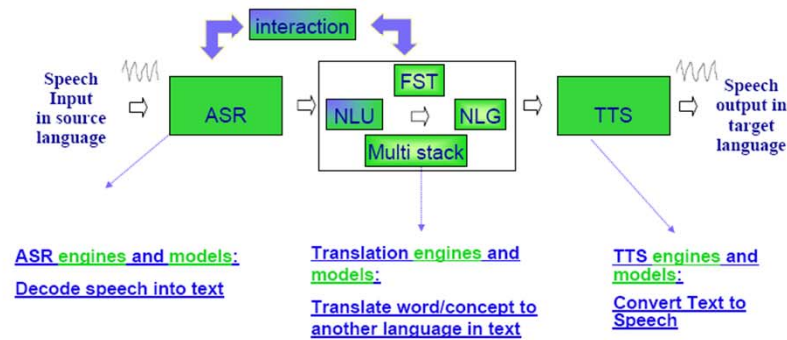 interaction
Speech
Input
in source
language
ASR
FST
NLU
NLG
Multi stack
TTS
Speech
output in
target
language
ASR engines and models:
Decode speech into text
Translation engines and
models:
Translate word/concept to
another language in text
TTS engines and
models:
Convert Text to
Speech